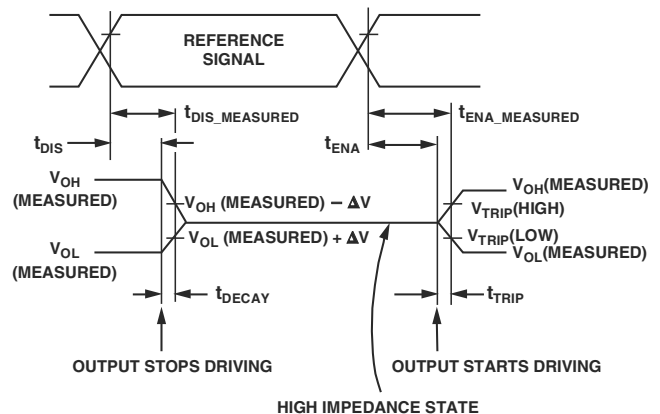 REFERENCE
SIGNAL
tDIS_MEASURED
tENA_MEASURED
tDIS
tENA
VOH
(MEASURED)
VOH (MEASURED) – ΔV
VOH(MEASURED)
VTRIP(HIGH)
VOL
(MEASURED)
VOL (MEASURED) + ΔV
VTRIP(LOW)
VOL(MEASURED)
tDECAY
tTRIP
OUTPUT STOPS DRIVING
OUTPUT STARTS DRIVING
HIGH IMPEDANCE STATE